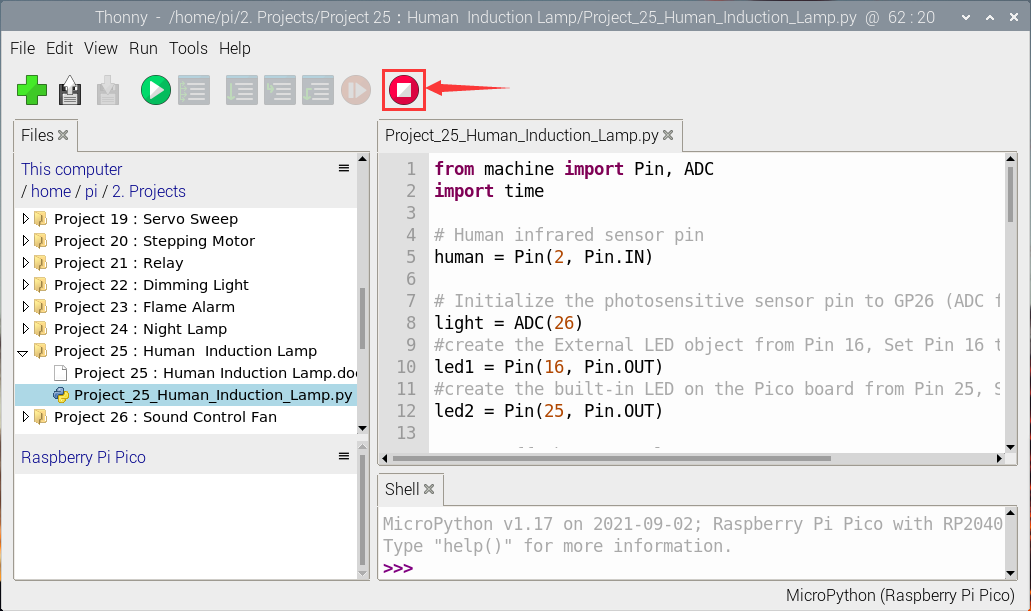 Thonny - /home/pi/2. Projects/Project 25 : Human  Induction Lamp/Project_25_Human_Induction_Lamp.py @ 62 : 20
File Edit View Run Tools Help
Files
This computer
/ home / pi / 2. Projects
Project 19 : Servo Sweep
Project 20 : Stepping Motor
Project 21 : Relay
Project 22 : Dimming Light
Project 23 : Flame Alarm
Project 24 : Night Lamp
Project 25 : Human  Induction Lamp
Project 25 : Human Induction Lamp.doc
Project_25_Human_Induction_Lamp.py
Project 26 : Sound Control Fan
Raspberry Pi Pico
Project_25_Human_Induction_Lamp.py
1 from machine import Pin, ADC
2 import time
3
4 # Human infrared sensor pin
5 human = Pin(2, Pin.IN)
6
7 # Initialize the photosensitive sensor pin to GP26 (ADC
8 light = ADC(26)
9 #create the External LED object from Pin 16, Set Pin 16 t
10 led1 = Pin(16, Pin.OUT)
11 #create the built-in LED on the Pico board from Pin 25, S
12 led2 = Pin(25, Pin.OUT)
13
Shell
MicroPython v1.17 on 2021-09-02; Raspberry Pi Pico with RP2040
Type "help()" for more information.
>>>
MicroPython (Raspberry Pi Pico)